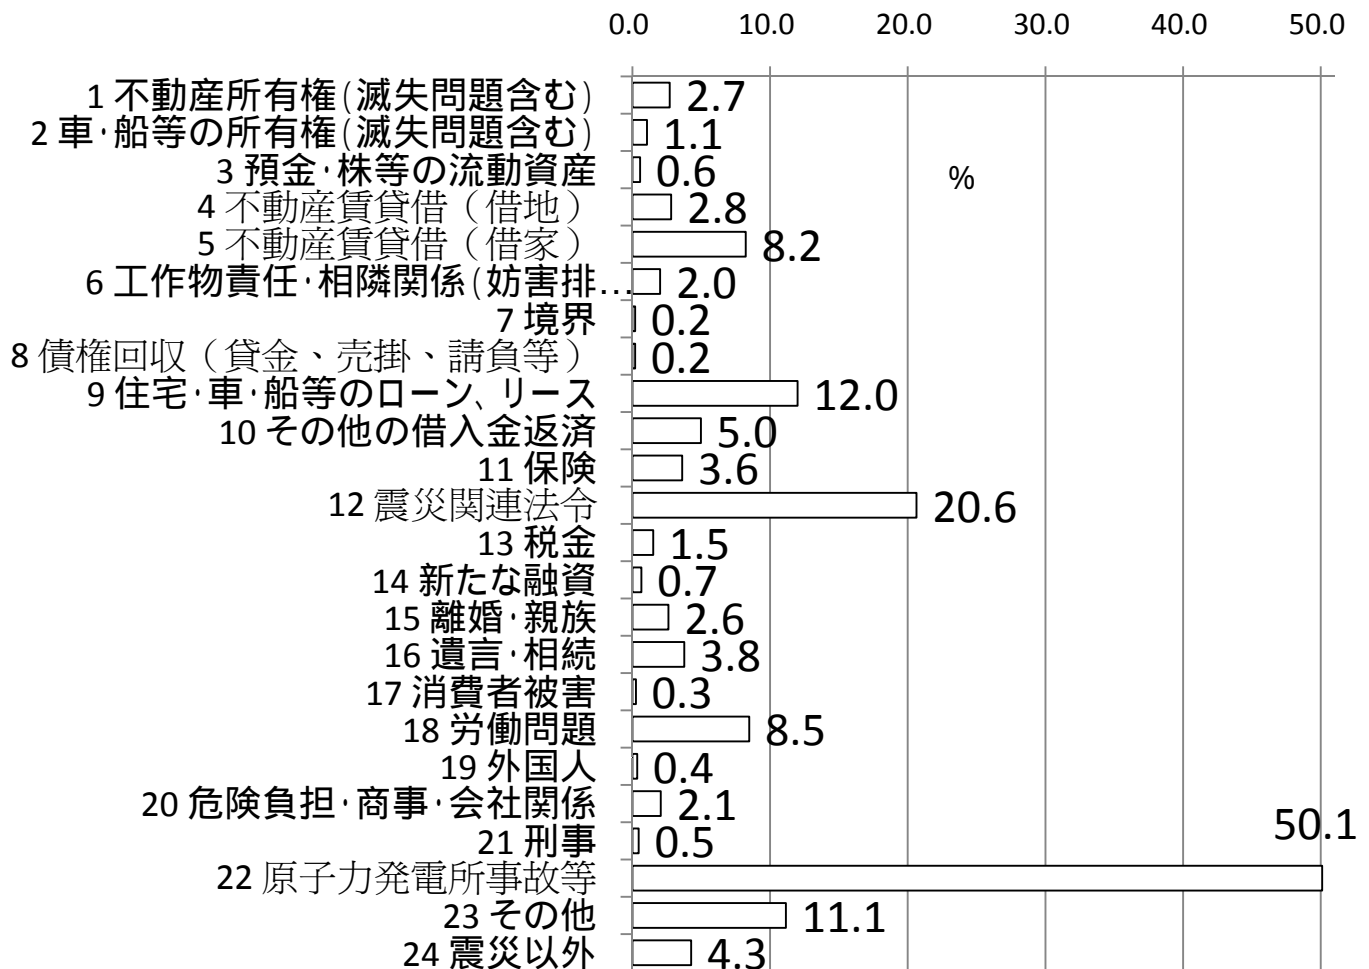 0.0 10.0 20.0 30.0 40.0 50.0
1 不動産所有権(滅失問題含む) 2.7
2 車・船等の所有権(滅失問題含む) 1.1
3 預金・株等の流動資産 0.6
%
4 不動産賃貸借（借地） 2.8
5 不動産賃貸借（借家） 8.2
6 工作物責任・相隣関係(妨害排… 2.0
7 境界 0.2
8 債権回収（貸金、売掛、請負等） 0.2
9 住宅・車・船等のローン、リース 12.0
10 その他の借入金返済 5.0
11 保険 3.6
12 震災関連法令 20.6
13 税金 1.5
14 新たな融資 0.7
15 離婚・親族 2.6
16 遺言・相続 3.8
17 消費者被害 0.3
18 労働問題 8.5
19 外国人 0.4
20 危険負担・商事・会社関係 2.1
21 刑事 0.5
22 原子力発電所事故等 50.1
23 その他 11.1
24 震災以外 4.3